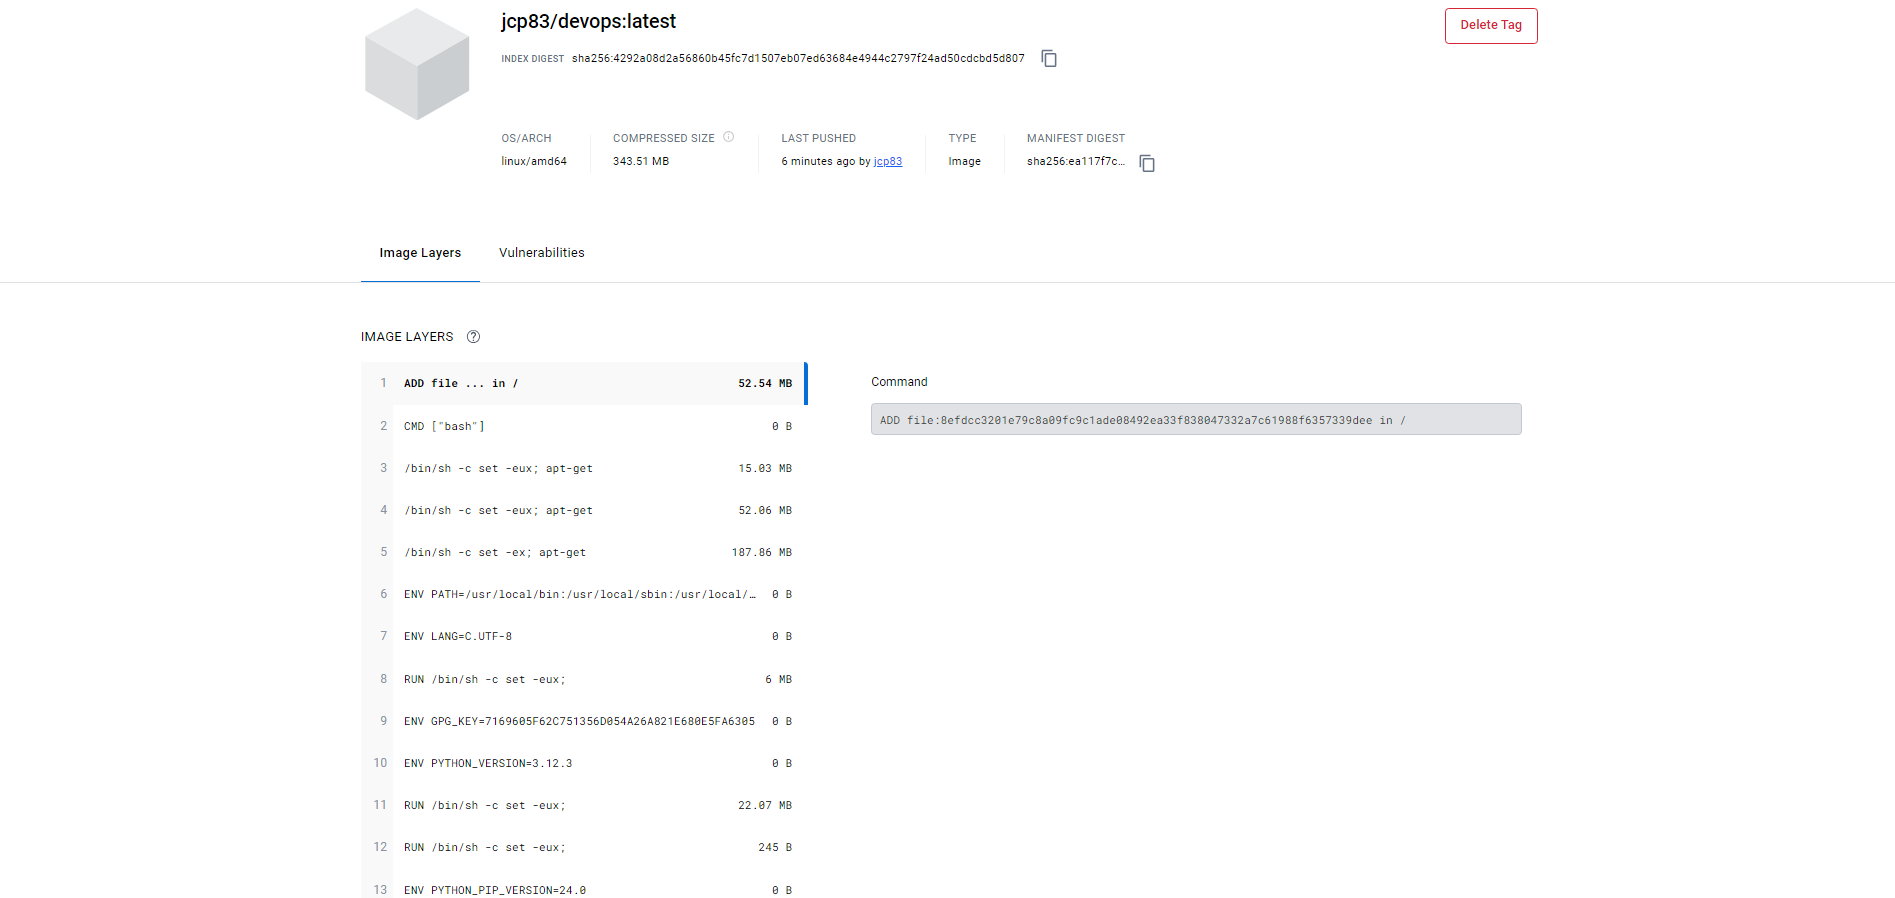 jcp83/devops:latest
Delete Tag
INDEX DIGEST sha256:4292a08d2a56860b45fc7d1507eb07ed63684e4944c2797f24ad50cdcbd5d807
OS/ARCH
linux/amd64
COMPRESSED SIZE
343.51 MB
LAST PUSHED
6 minutes ago by jcp83
TYPE
Image
MANIFEST DIGEST
sha256:ea117f7c...
Image Layers
Vulnerabilities
IMAGE LAYERS
1 ADD file ... in / 52.54 MB
2 CMD ["bash"] 0 B
3 /bin/sh -c set -eux; apt-get 15.03 MB
4 /bin/sh -c set -eux; apt-get 52.06 MB
5 /bin/sh -c set -ex; apt-get 187.86 MB
6 ENV PATH=/usr/local/bin:/usr/local/sbin:/usr/local/… 0 B
7 ENV LANG=C.UTF-8 0 B
8 RUN /bin/sh -c set -eux; 6 MB
9 ENV GPG_KEY=7169605F62C751356D054A26A821E680E5FA6305 0 B
10 ENV PYTHON_VERSION=3.12.3 0 B
11 RUN /bin/sh -c set -eux; 22.07 MB
12 RUN /bin/sh -c set -eux; 245 B
13 ENV PYTHON_PIP_VERSION=24.0 0 B
Command
ADD file:8efdcc3201e79c8a09fc9c1ade08492ea33f838047332a7c61988f6357339dee in /